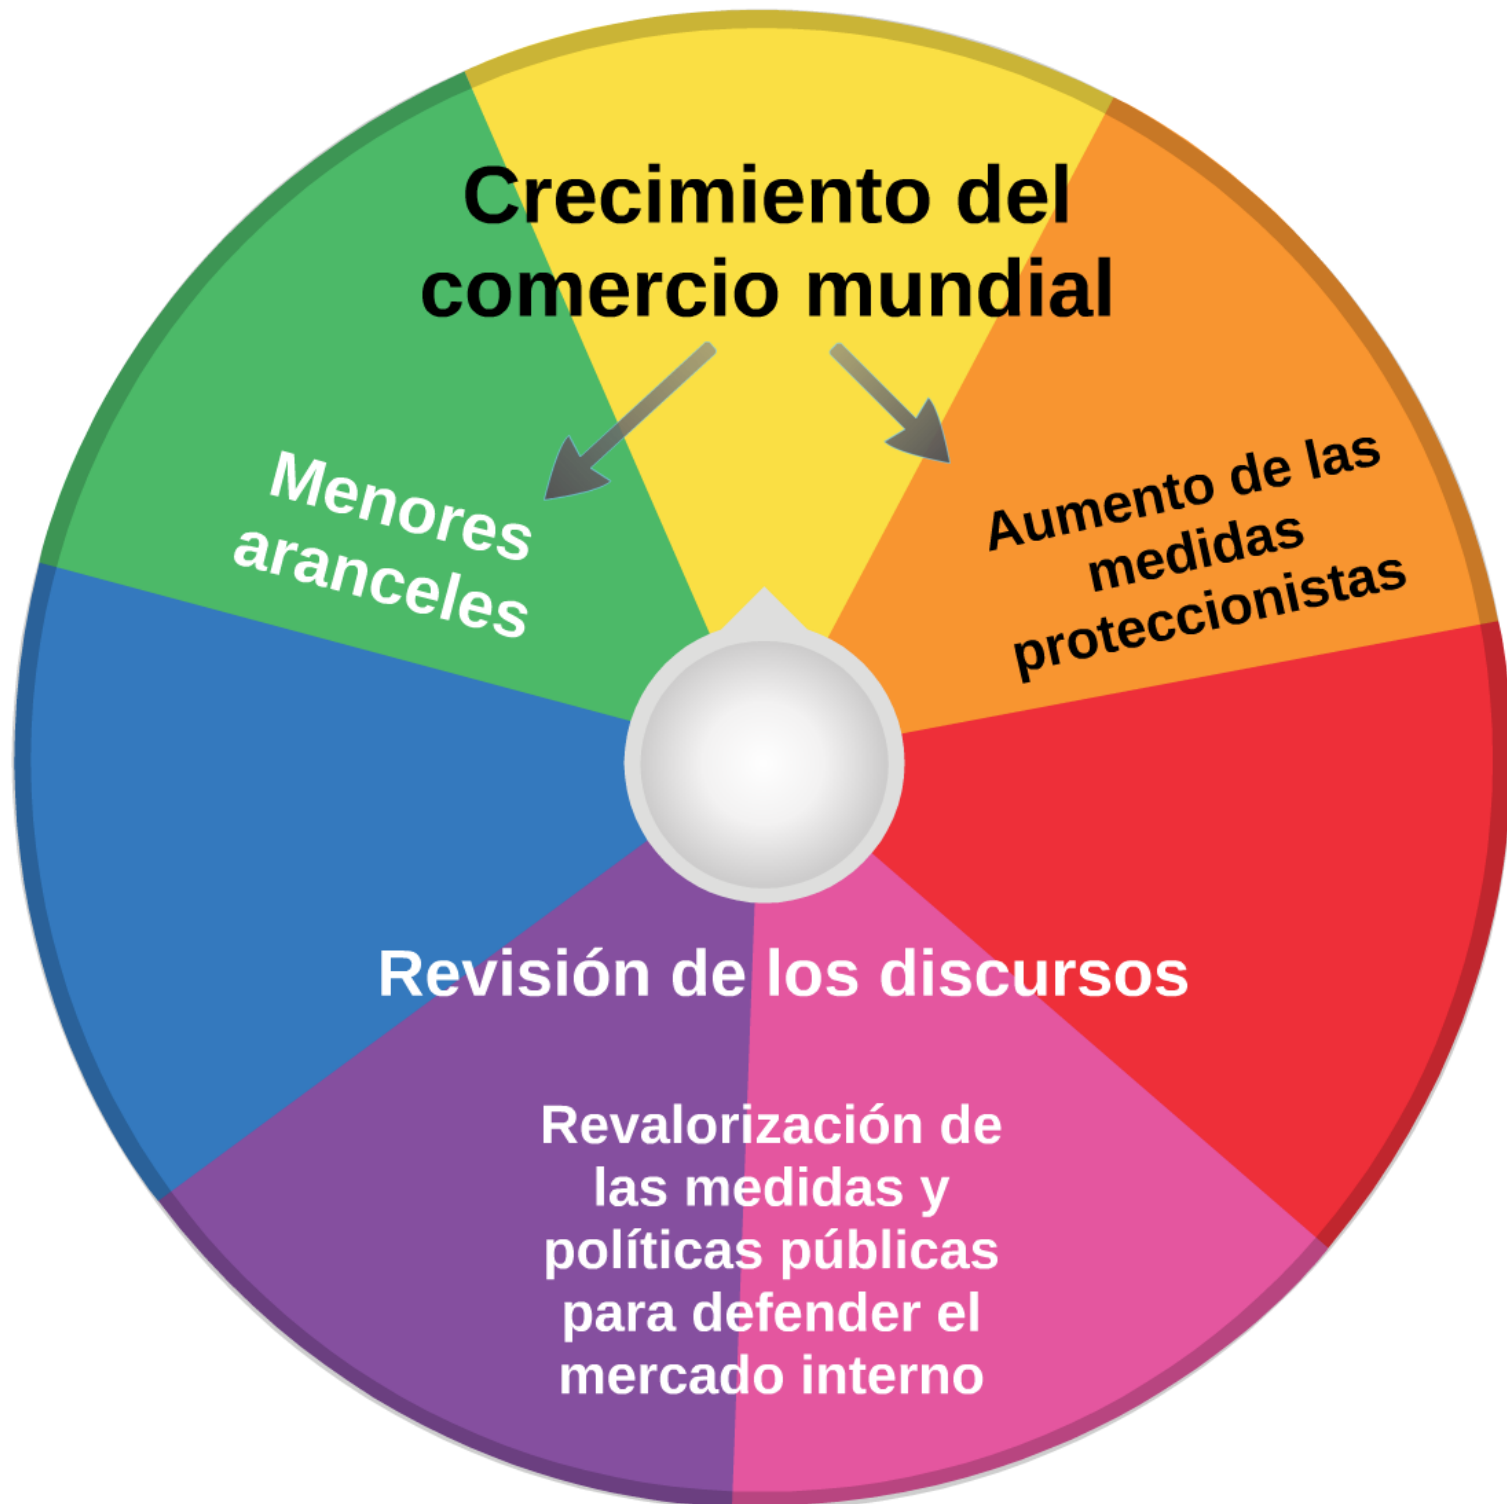 Crecimiento del
comercio mundial
Menores
aranceles
Aumento de las
medidas
proteccionistas
Revisión de los discursos
Revalorización de
las medidas y
políticas públicas
para defender el
mercado interno